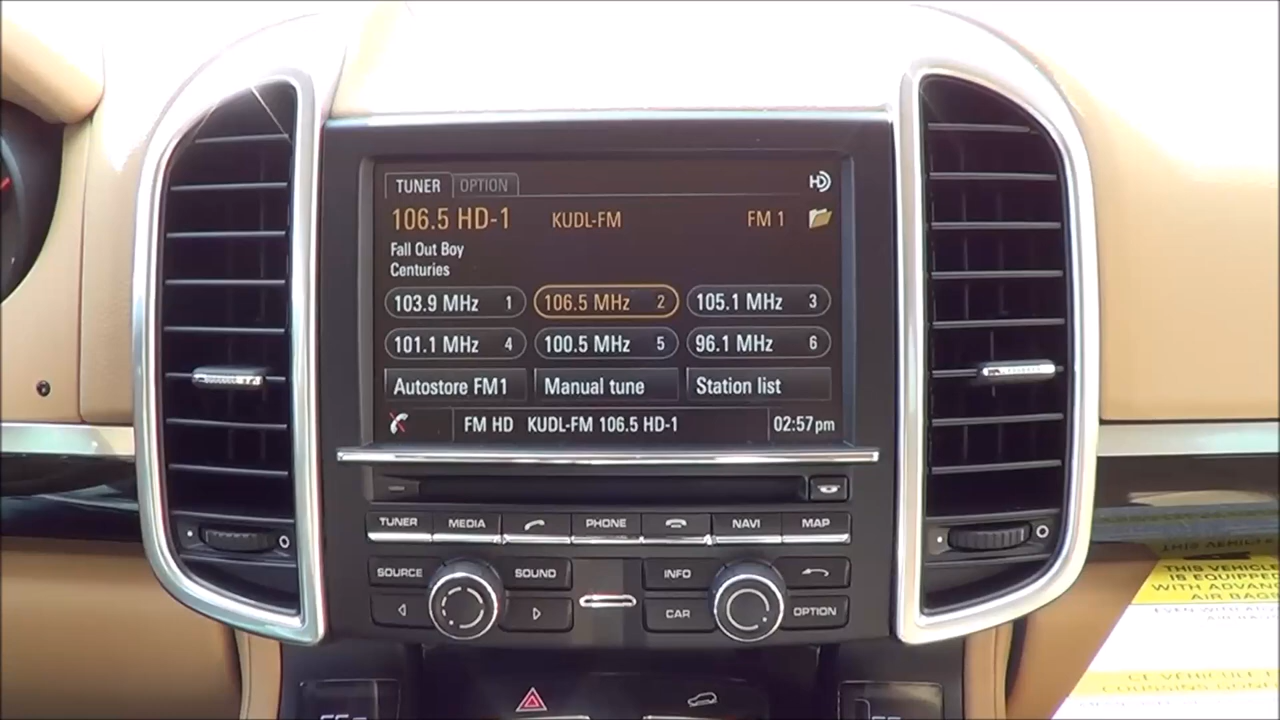 TUNER OPTION HD
106.5 HD-1 KUDL-FM FM 1
Fall Out Boy
Centuries
103.9 MHz 1 106.5 MHz 2 105.1 MHz 3
101.1 MHz 4 100.5 MHz 5 96.1 MHz 6
Autostore FM1 Manual tune Station list
FM HD KUDL-FM 106.5 HD-1 02:57pm
TUNER MEDIA PHONE NAVI MAP
SOURCE SOUND INFO
CAR OPTION
THIS VEHICLE
IS EQUIPPED
WITH ADVAN
AIR BAGS